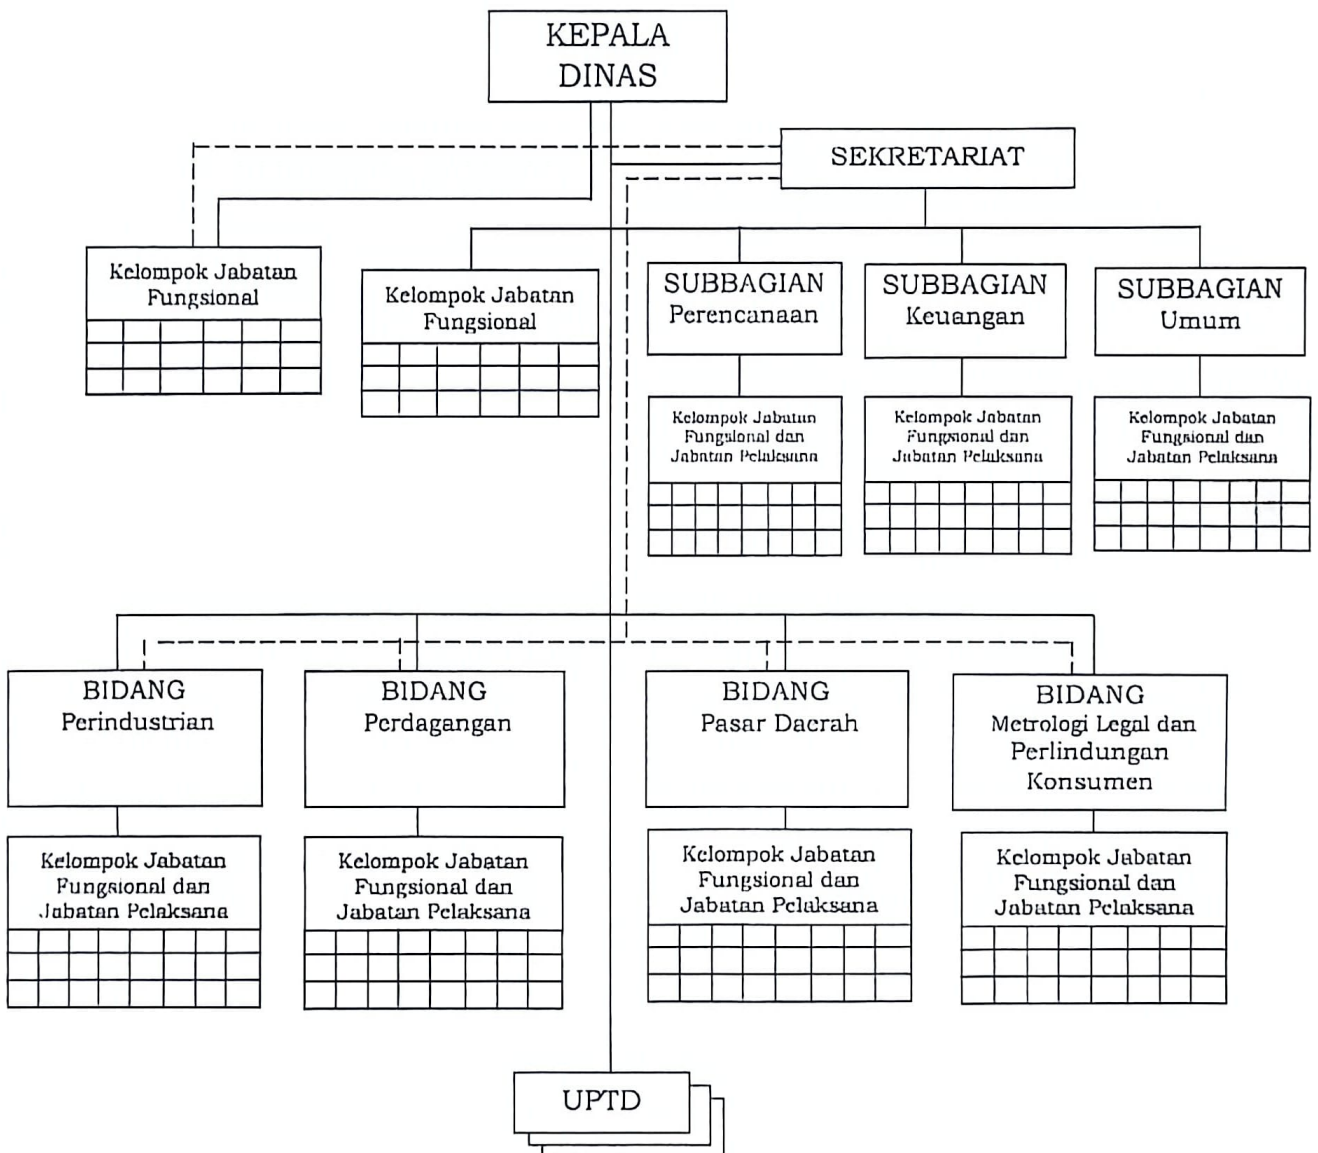 KEPALA
DINAS
SEKRETARIAT
Kelompok Jabatan
Fungsional
Kelompok Jabatan
Fungsional
SUBBAGIAN
Perencanaan
SUBBAGIAN
Keuangan
SUBBAGIAN
Umum
Kelompok Jabatan
Fungsional dan
Jabatan Pelaksana
Kelompok Jabatan
Fungsional dan
Jabatan Pelaksana
Kelompok Jabatan
Fungsional dan
Jabatan Pelaksana
BIDANG
Perindustrian
BIDANG
Perdagangan
BIDANG
Pasar Daerah
BIDANG
Metrologi Legal dan
Perlindungan
Konsumen
Kelompok Jabatan
Fungsional dan
Jabatan Pelaksana
Kelompok Jabatan
Fungsional dan
Jabatan Pelaksana
Kelompok Jabatan
Fungsional dan
Jabatan Pelaksana
Kelompok Jabatan
Fungsional dan
Jabatan Pelaksana
UPTD